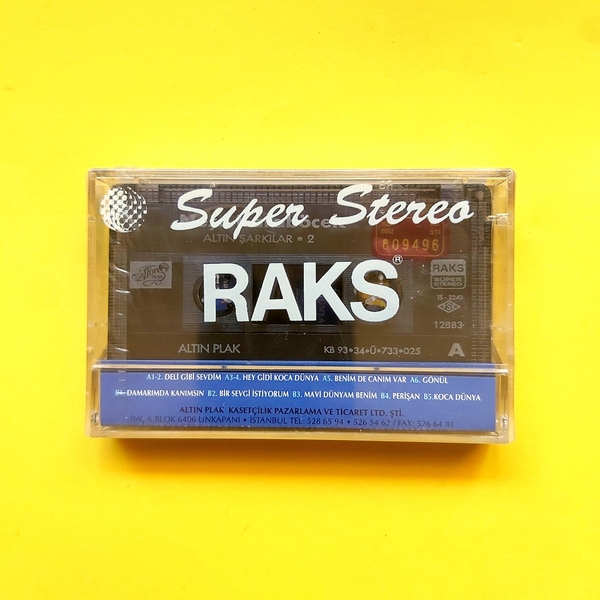 Super Stereo
ALTIN ŞARKILAR • 2
809496
RAKS®
RAKS
SUPER
STEREO
TSE
12883
ALTIN PLAK
KB 93•34•Ü•733•025
A
A1-2. DELİ GİBİ SEVDİM A3-4. HEY GİDİ KOCA DÜNYA A5. BENİM DE CANIM VAR A6. GÖNÜL
B1. DAMARIMDA KANIMSIN B2. BİR SEVGİ İSTİYORUM B3. MAVİ DÜNYAM BENİM B4. PERİŞAN B5.KOCA DÜNYA
ALTIN PLAK KASETÇİLİK PAZARLAMA VE TİCARET LTD. ŞTİ.
İMÇ 6 BLOK 6406 UNKAPANI • İSTANBUL TEL: 528 65 94 • 526 54 62 / FAX: 526 64 81